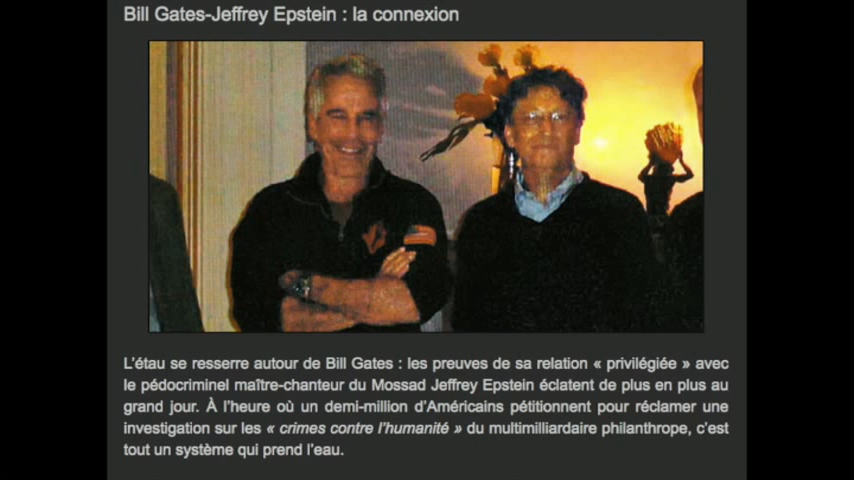 Bill Gates-Jeffrey Epstein : la connexion
L’étau se resserre autour de Bill Gates : les preuves de sa relation « privilégiée » avec
le pédocriminel maître-chanteur du Mossad Jeffrey Epstein éclatent de plus en plus au
grand jour. À l’heure où un demi-million d’Américains pétitionnent pour réclamer une
investigation sur les « crimes contre l’humanité » du multimilliardaire philanthrope, c’est
tout un système qui prend l’eau.